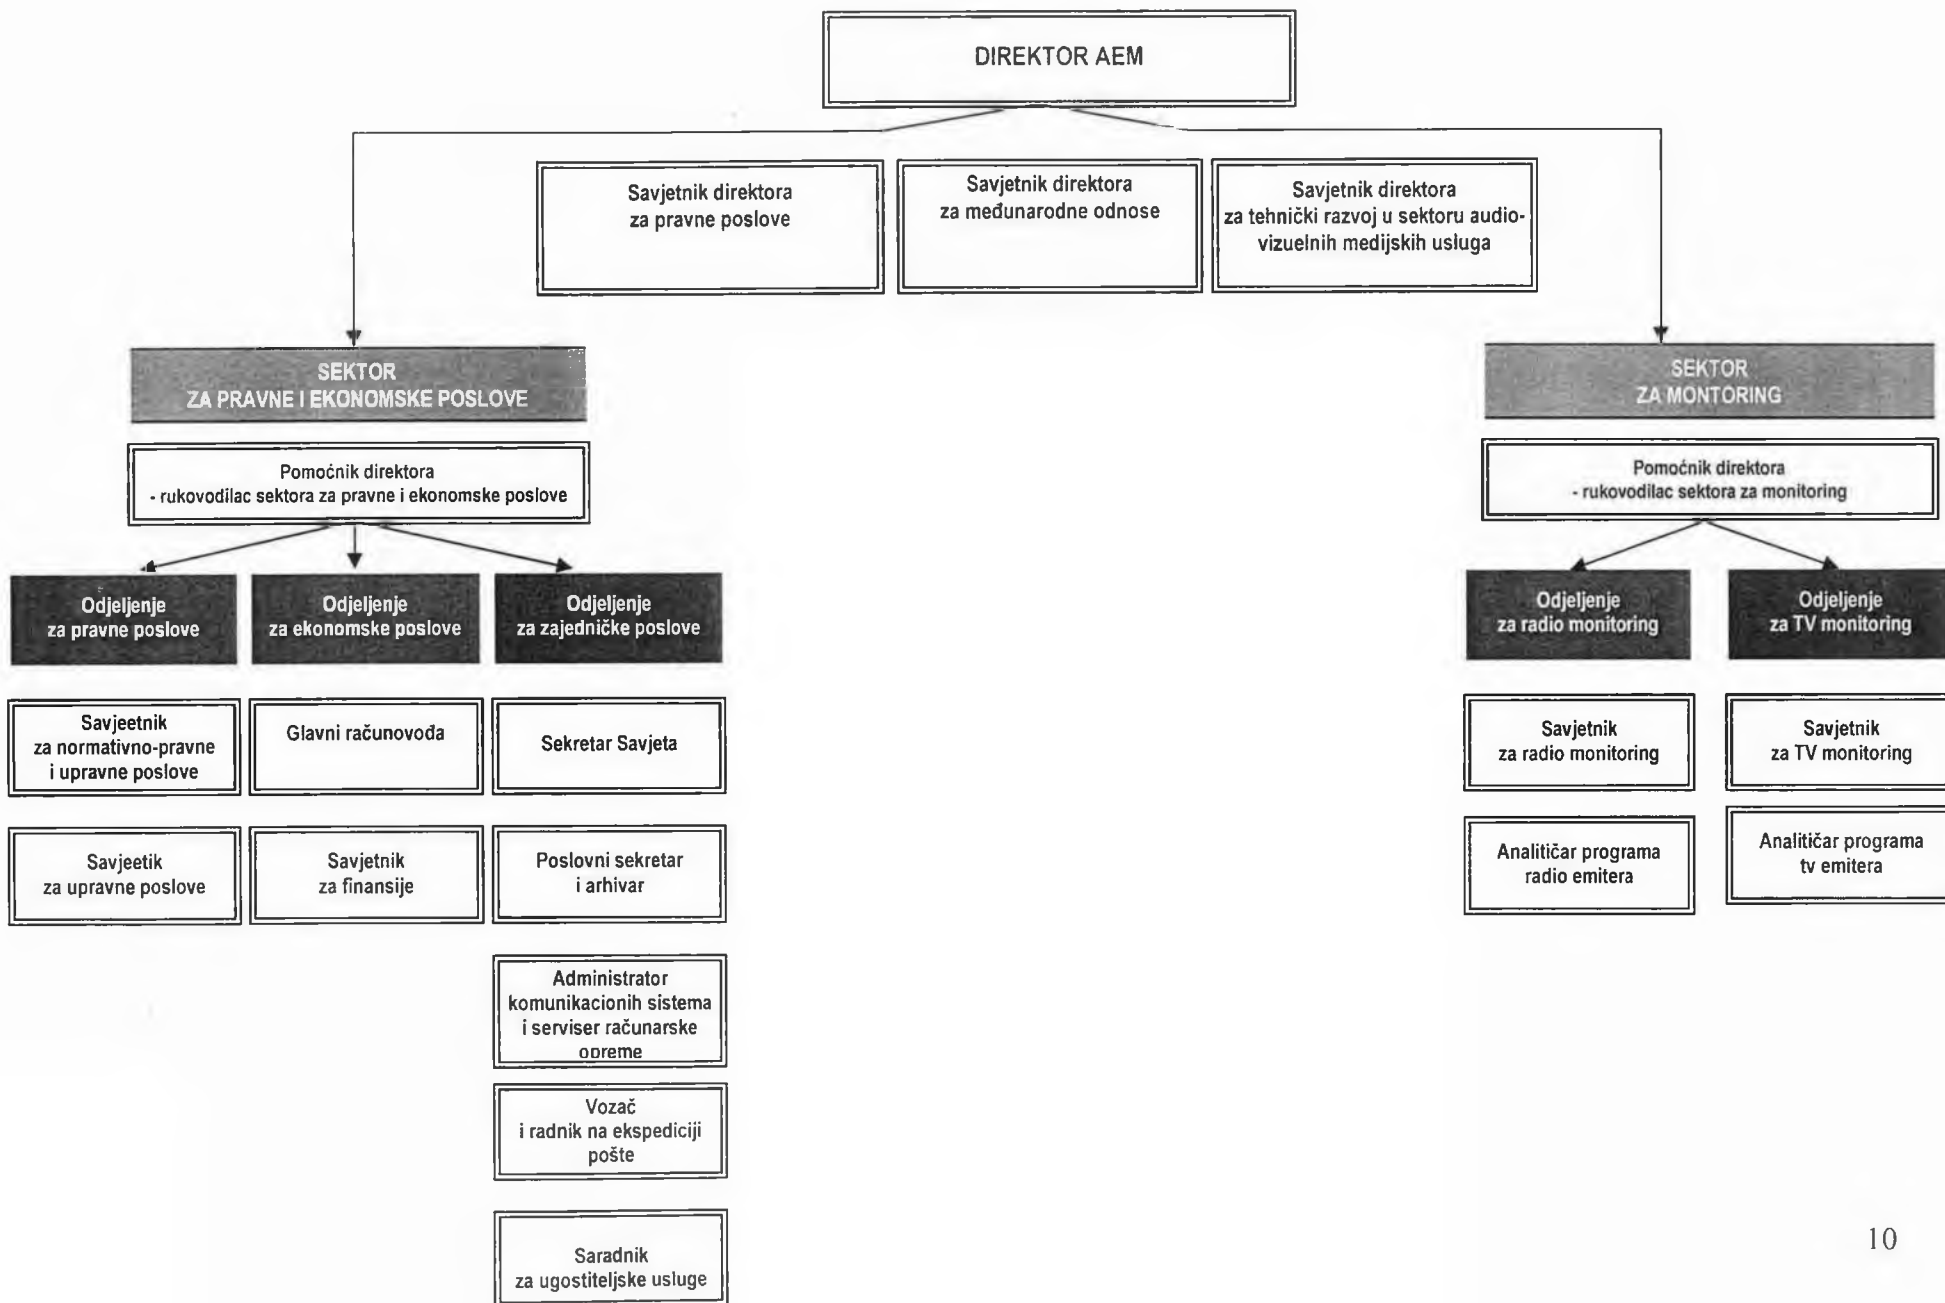 DIREKTOR AEM
Savjetnik direktora
za pravne poslove
Savjetnik direktora
za međunarodne odnose
Savjetnik direktora
za tehnički razvoj u sektoru audio-
vizuelnih medijskih usluga
SEKTOR
ZA PRAVNE I EKONOMSKE POSLOVE
Pomoćnik direktora
- rukovodilac sektora za pravne i ekonomske poslove
Odjeljenje
za pravne poslove
Odjeljenje
za ekonomske poslove
Odjeljenje
za zajedničke poslove
Savjeetnik
za normativno-pravne
i upravne poslove
Glavni računovođa
Sekretar Savjeta
Savjeetik
za upravne poslove
Savjetnik
za finansije
Poslovni sekretar
i arhivar
Administrator
komunikacionih sistema
i serviser računarske
opreme
Vozač
i radnik na ekspediciji
pošte
Saradnik
za ugostiteljske usluge
SEKTOR
ZA MONTORING
Pomoćnik direktora
- rukovodilac sektora za monitoring
Odjeljenje
za radio monitoring
Odjeljenje
za TV monitoring
Savjetnik
za radio monitoring
Savjetnik
za TV monitoring
Analitičar programa
radio emitera
Analitičar programa
tv emitera
10